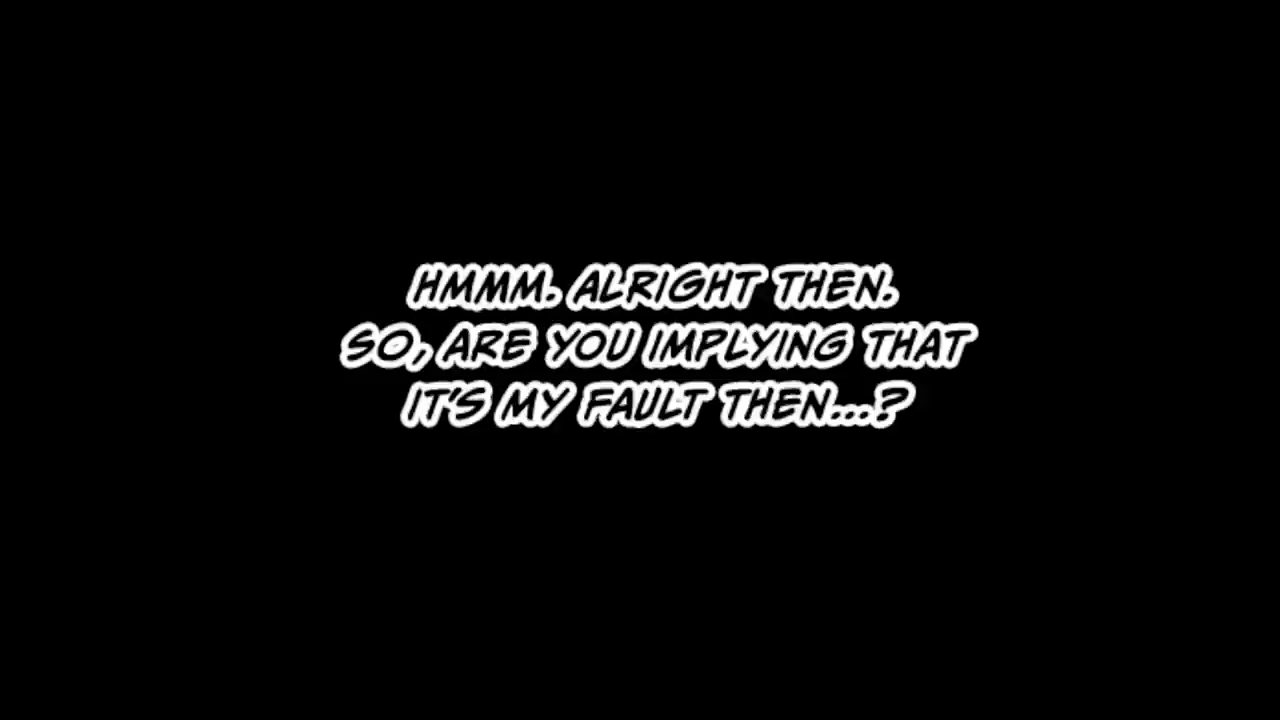 HMMM. ALRIGHT THEN.
SO, ARE YOU IMPLYING THAT
IT'S MY FAULT THEN...?